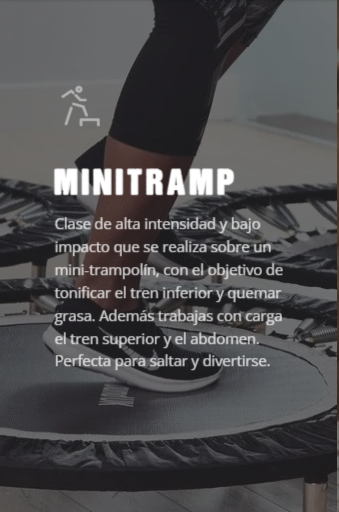 MINITRAMP
Clase de alta intensidad y bajo
impacto que se realiza sobre un
mini-trampolín, con el objetivo de
tonificar el tren inferior y quemar
grasa. Además trabajas con carga
el tren superior y el abdomen.
Perfecta para saltar y divertirse.